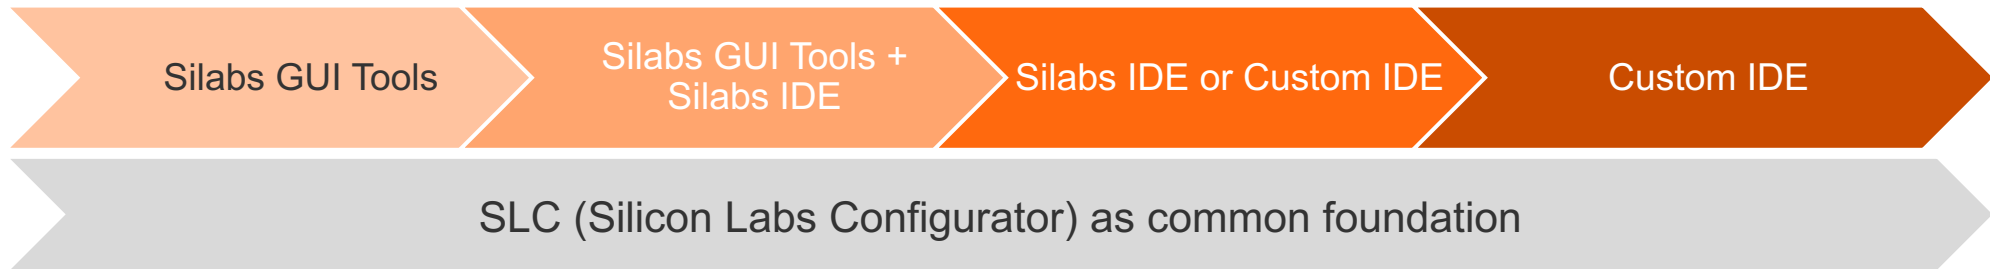 Silabs GUI Tools
Silabs GUI Tools +
Silabs IDE
Silabs IDE or Custom IDE
Custom IDE
SLC (Silicon Labs Configurator) as common foundation